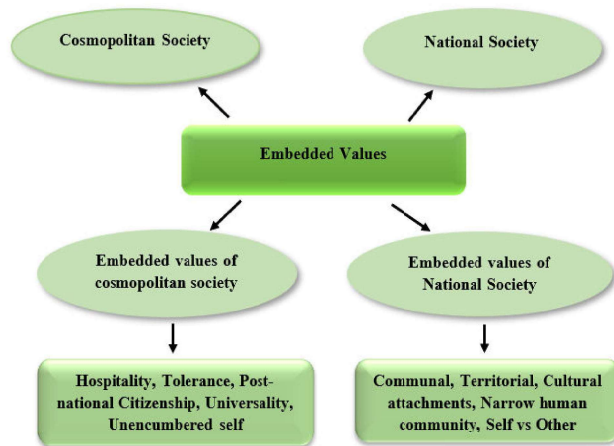 Cosmopolitan
Society
National
Society
Embedded
Values
Embedded values of
cosmopolitan society
Embedded values of
National Society
Hospitality, Tolerance, Post-
national Citizenship, Universality,
Unencumbered self
Communal, Territorial, Cultural
attachments, Narrow human
community, Self vs Other